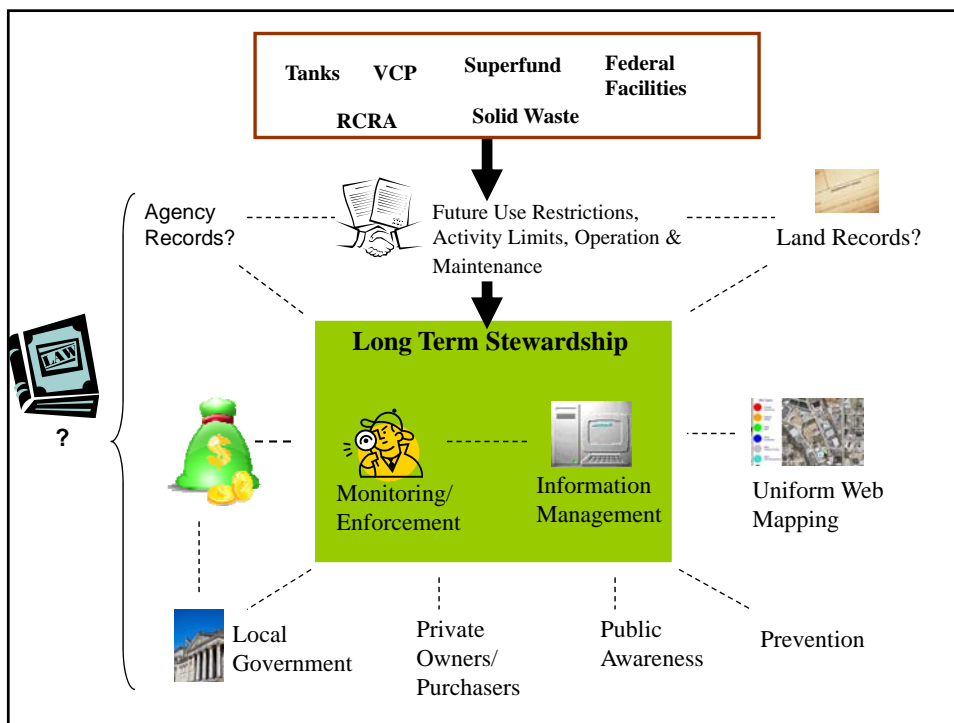 Tanks VCP Superfund Federal
Facilities
RCRA Solid Waste
Agency
Records?
Future Use Restrictions,
Activity Limits, Operation &
Maintenance
Land Records?
Long Term Stewardship
LAW
?
$
Monitoring/
Enforcement
Information
Management
Uniform Web
Mapping
Local
Government
Private
Owners/
Purchasers
Public
Awareness
Prevention